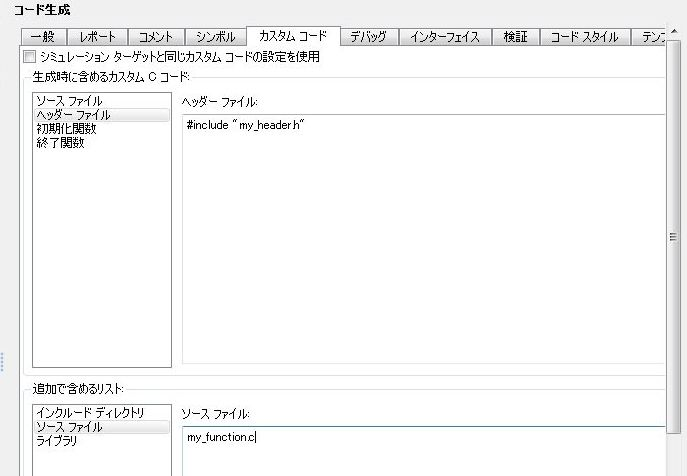 コード生成
一般 レポート コメント シンボル カスタム コード デバッグ インターフェイス 検証 コード スタイル テンプ
シミュレーション ターゲットと同じカスタム コードの設定を使用
生成時に含めるカスタム C コード:
ソース ファイル
ヘッダー ファイル
初期化関数
終了関数
ヘッダー ファイル:
#include "my_header.h"
追加で含めるリスト:
インクルード ディレクトリ
ソース ファイル
ライブラリ
ソース ファイル:
my_function.c